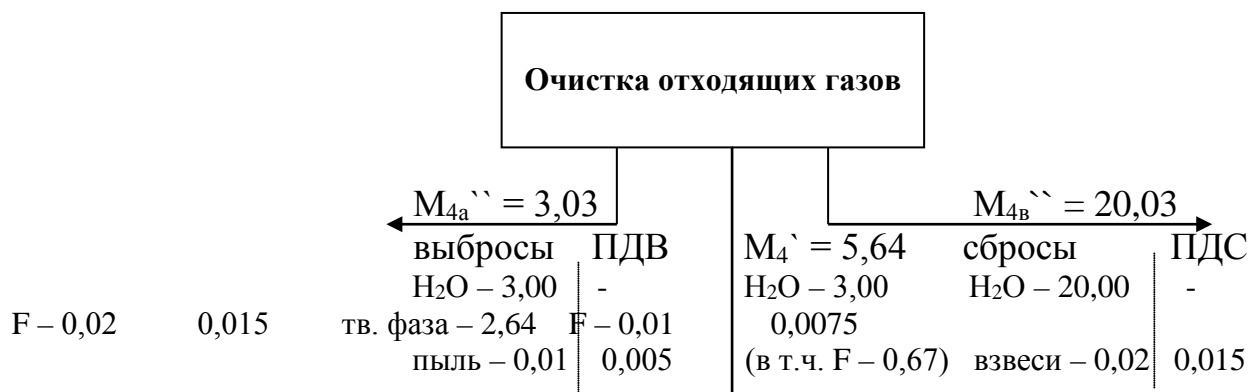 Очистка отходящих газов
M4a`` = 3,03 M4в`` = 20,03
выбросы ПДВ M4` = 5,64 сбросы ПДС
H2O – 3,00 - H2O – 3,00 H2O – 20,00 -
F – 0,02 0,015 тв. фаза – 2,64 F – 0,01 0,0075
пыль – 0,01 0,005 (в т.ч. F – 0,67) взвеси – 0,02 0,015